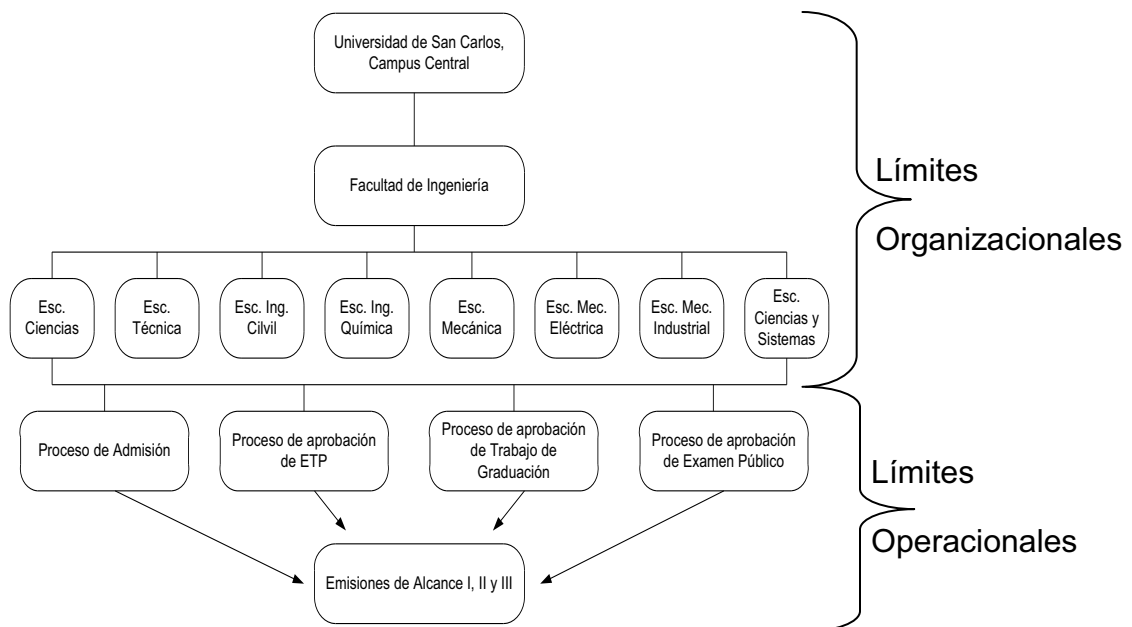 Universidad de San Carlos,
Campus Central
Facultad de Ingeniería
Límites
Organizacionales
Esc.
Ciencias
Esc.
Técnica
Esc. Ing.
Cilvil
Esc. Ing.
Química
Esc.
Mecánica
Esc. Mec.
Eléctrica
Esc. Mec.
Industrial
Esc.
Ciencias y
Sistemas
Proceso de Admisión
Proceso de aprobación
de ETP
Proceso de aprobación
de Trabajo de
Graduación
Proceso de aprobación
de Examen Público
Límites
Operacionales
Emisiones de Alcance I, II y III